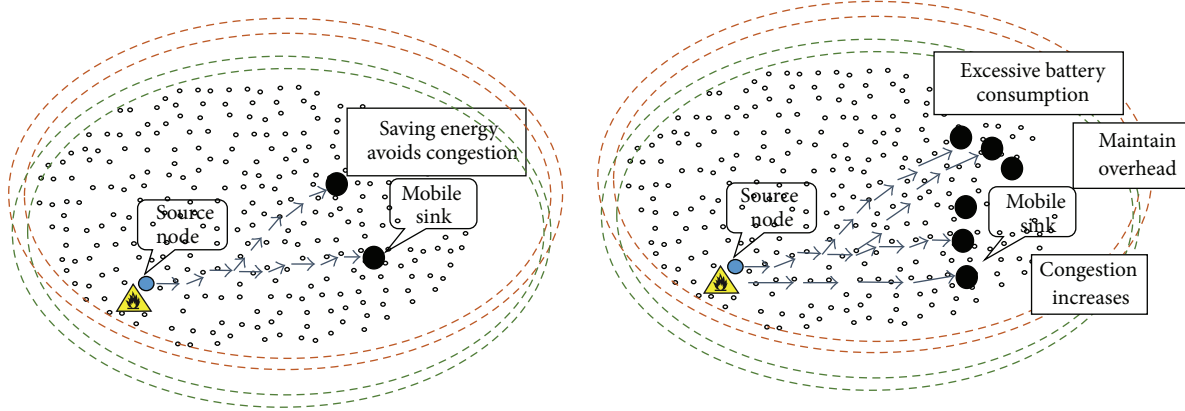 Saving energy
avoids congestion
Mobile
sink
Source
node
Excessive battery
consumption
Maintain
overhead
Source
node
Mobile
sink
Congestion
increases